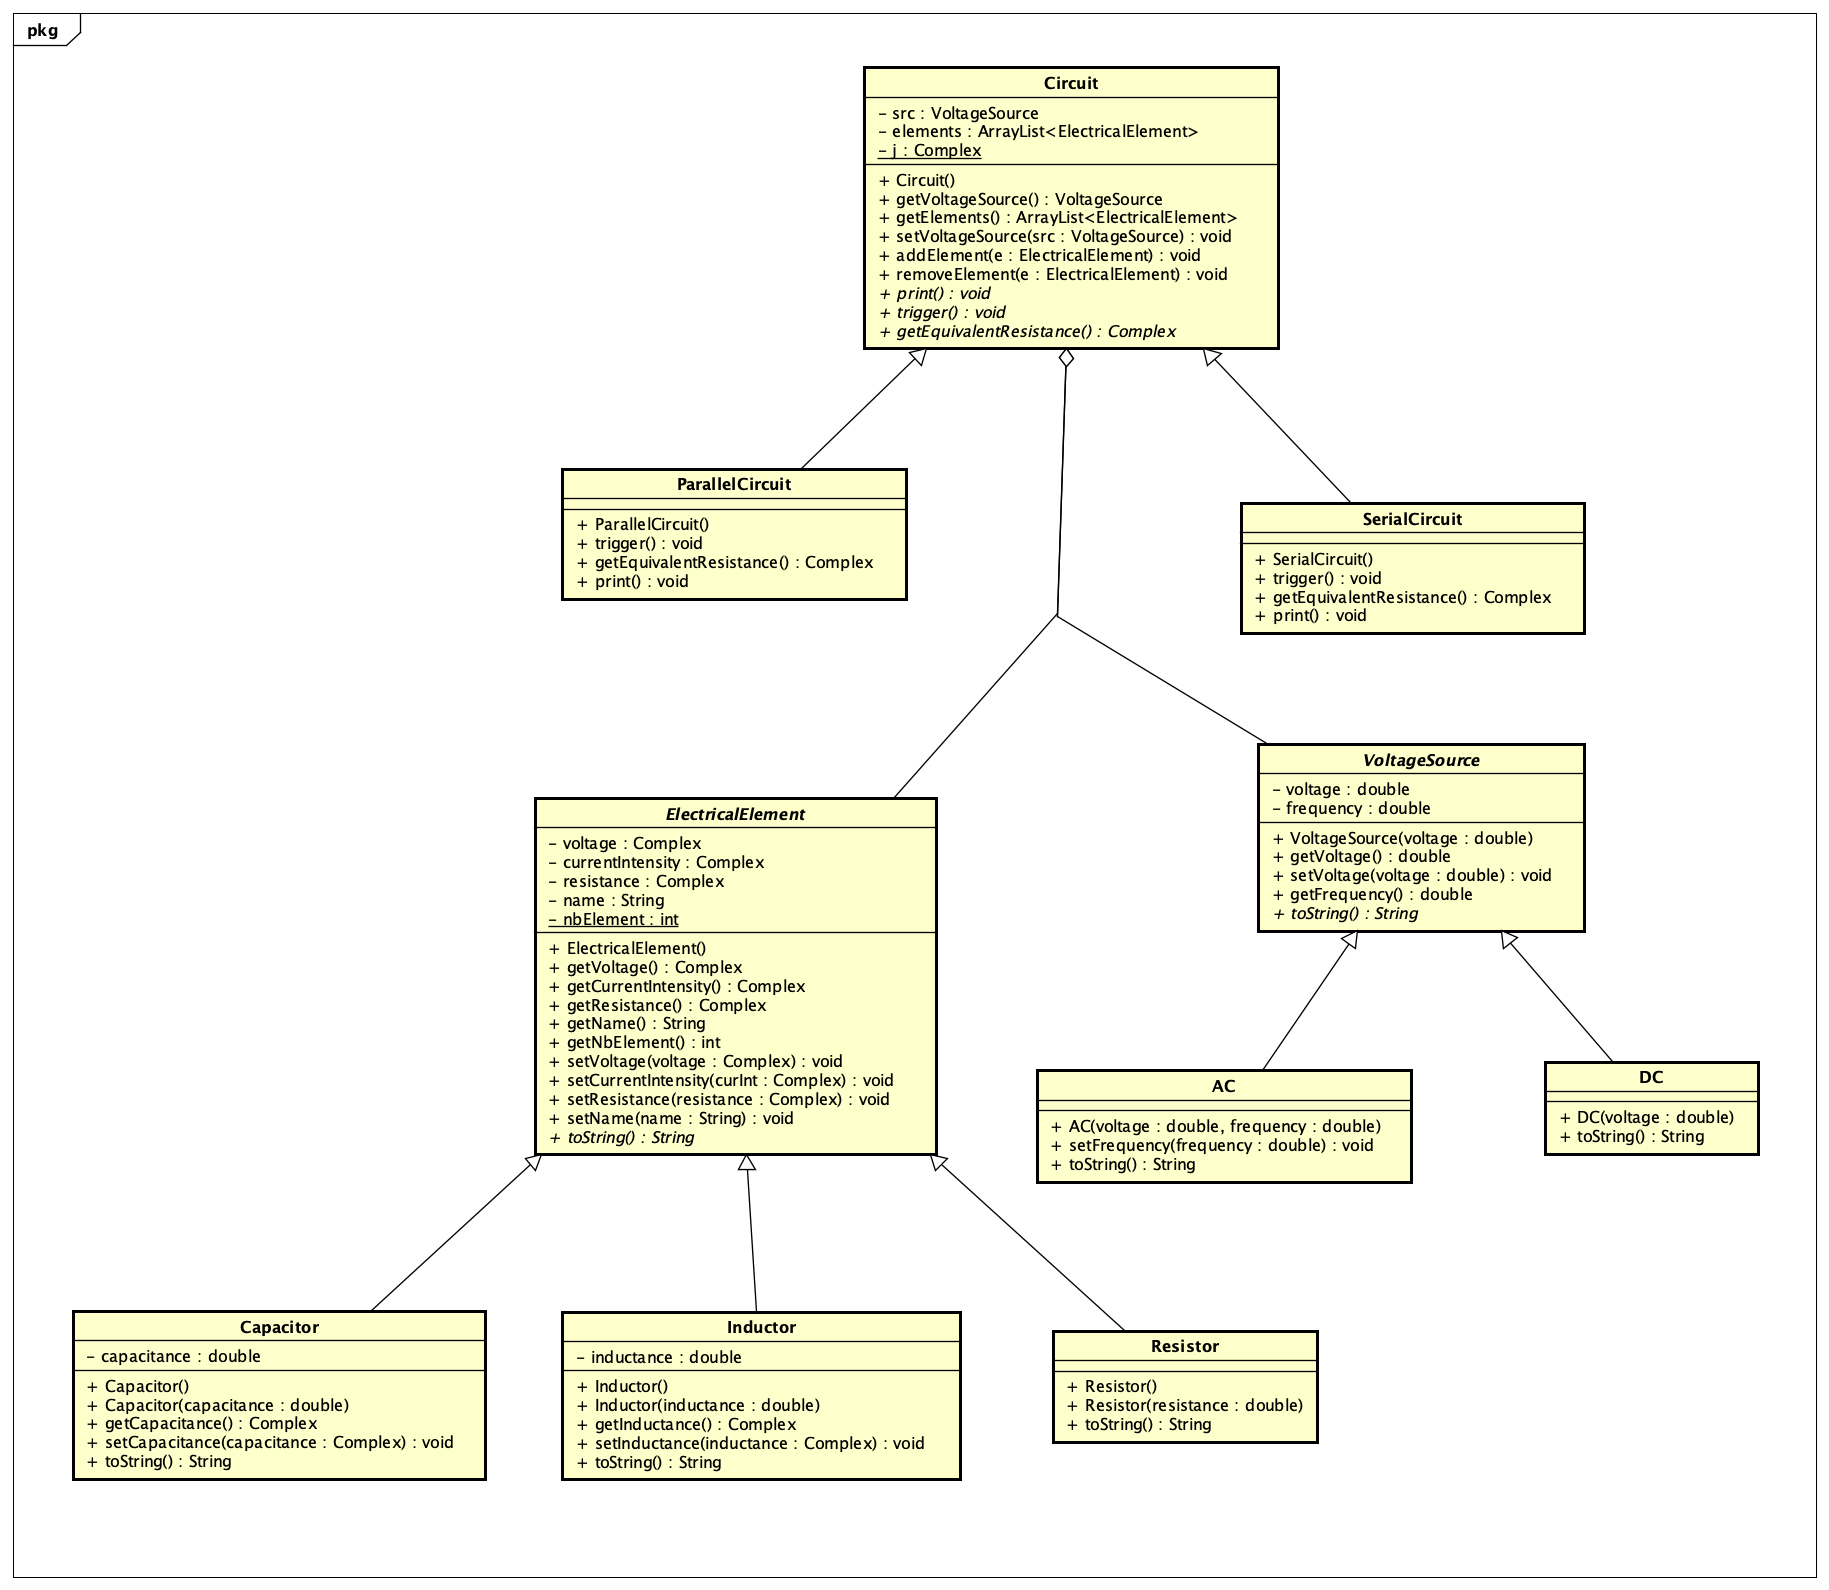 pkg
Circuit
– src : VoltageSource
– elements : ArrayList<ElectricalElement>
– j : Complex
+ Circuit()
+ getVoltageSource() : VoltageSource
+ getElements() : ArrayList<ElectricalElement>
+ setVoltageSource(src : VoltageSource) : void
+ addElement(e : ElectricalElement) : void
+ removeElement(e : ElectricalElement) : void
+ print() : void
+ trigger() : void
+ getEquivalentResistance() : Complex
ParallelCircuit
+ ParallelCircuit()
+ trigger() : void
+ getEquivalentResistance() : Complex
+ print() : void
SerialCircuit
+ SerialCircuit()
+ trigger() : void
+ getEquivalentResistance() : Complex
+ print() : void
VoltageSource
– voltage : double
– frequency : double
+ VoltageSource(voltage : double)
+ getVoltage() : double
+ setVoltage(voltage : double) : void
+ getFrequency() : double
+ toString() : String
ElectricalElement
– voltage : Complex
– currentIntensity : Complex
– resistance : Complex
– name : String
– nbElement : int
+ ElectricalElement()
+ getVoltage() : Complex
+ getCurrentIntensity() : Complex
+ getResistance() : Complex
+ getName() : String
+ getNbElement() : int
+ setVoltage(voltage : Complex) : void
+ setCurrentIntensity(curInt : Complex) : void
+ setResistance(resistance : Complex) : void
+ setName(name : String) : void
+ toString() : String
AC
+ AC(voltage : double, frequency : double)
+ setFrequency(frequency : double) : void
+ toString() : String
DC
+ DC(voltage : double)
+ toString() : String
Capacitor
– capacitance : double
+ Capacitor()
+ Capacitor(capacitance : double)
+ getCapacitance() : Complex
+ setCapacitance(capacitance : Complex) : void
+ toString() : String
Inductor
– inductance : double
+ Inductor()
+ Inductor(inductance : double)
+ getInductance() : Complex
+ setInductance(inductance : Complex) : void
+ toString() : String
Resistor
+ Resistor()
+ Resistor(resistance : double)
+ toString() : String